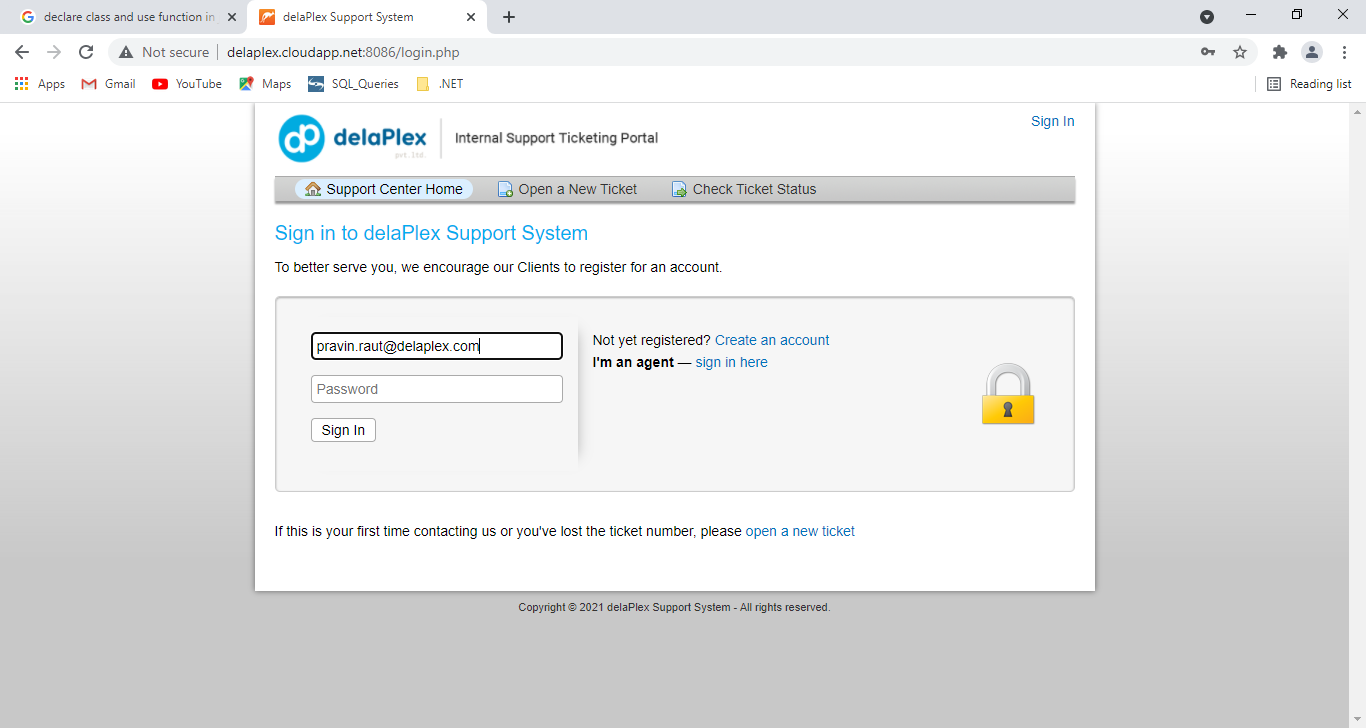 declare class and use function in
delaPlex Support System
Not secure
delaplex.cloudapp.net:8086/login.php
Apps
Gmail
YouTube
Maps
SQL_Queries
.NET
Reading list
dp delaPlex
pvt.ltd.
Internal Support Ticketing Portal
Sign In
Support Center Home
Open a New Ticket
Check Ticket Status
Sign in to delaPlex Support System
To better serve you, we encourage our Clients to register for an account.
pravin.raut@delaplex.com
Password
Sign In
Not yet registered? Create an account
I'm an agent — sign in here
If this is your first time contacting us or you've lost the ticket number, please open a new ticket
Copyright © 2021 delaPlex Support System - All rights reserved.